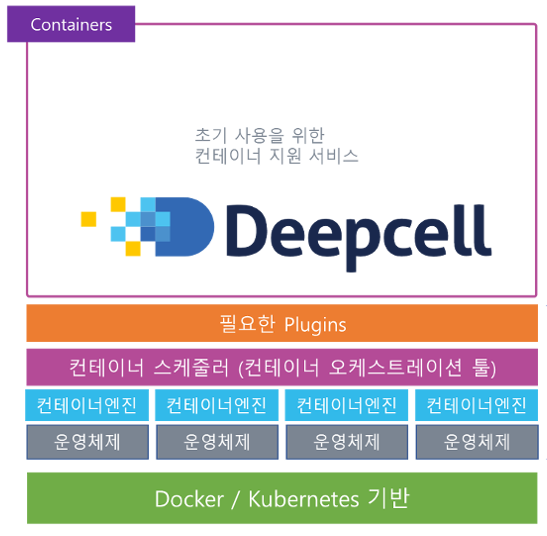 Containers
초기 사용을 위한
컨테이너 지원 서비스
Deepcell
필요한 Plugins
컨테이너 스케줄러 (컨테이너 오케스트레이션 툴)
컨테이너엔진 컨테이너엔진 컨테이너엔진 컨테이너엔진
운영체제 운영체제 운영체제 운영체제
Docker / Kubernetes 기반